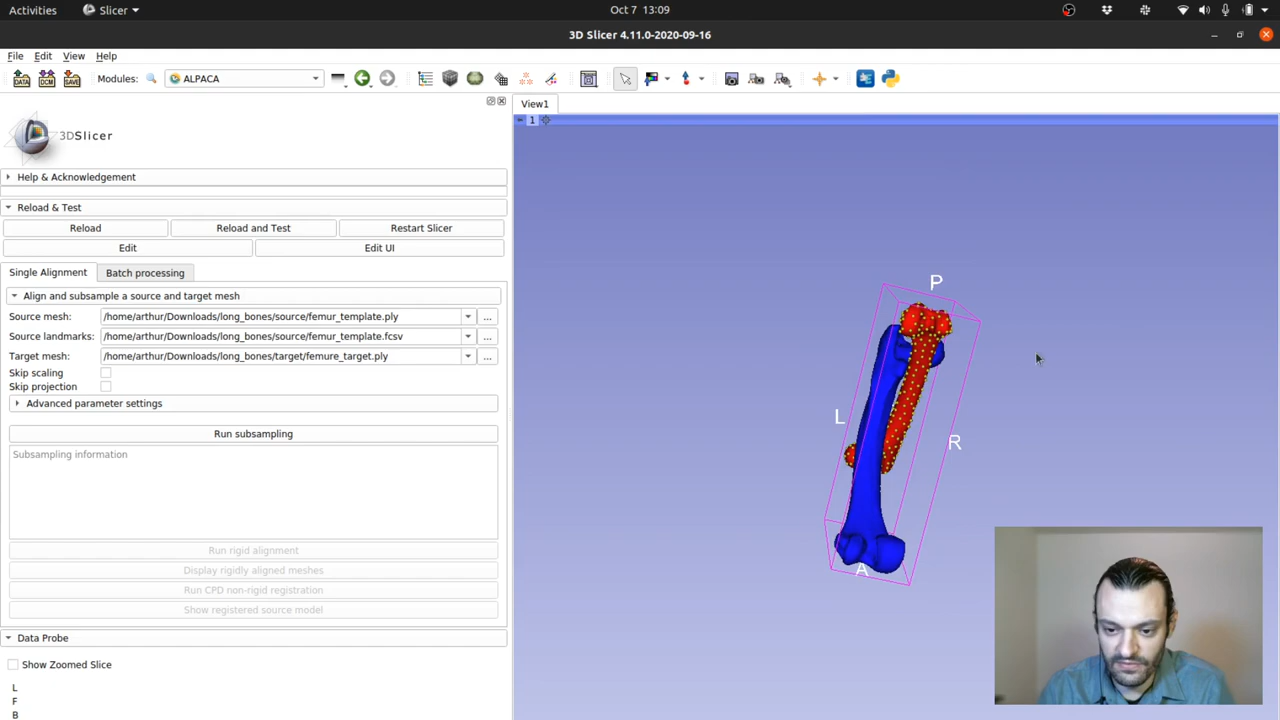 Activities
Slicer
Oct 7 13:09
3D Slicer 4.11.0-2020-09-16
File Edit View Help
DATA DCM SAVE Modules: ALPACA
View1
1
3DSlicer
Help & Acknowledgement
Reload & Test
Reload Reload and Test Restart Slicer
Edit Edit UI
Single Alignment Batch processing
Align and subsample a source and target mesh
Source mesh: /home/arthur/Downloads/long_bones/source/femur_template.ply ...
Source landmarks: /home/arthur/Downloads/long_bones/source/femur_template.fcsv ...
Target mesh: /home/arthur/Downloads/long_bones/target/femure_target.ply ...
Skip scaling
Skip projection
Advanced parameter settings
Run subsampling
Subsampling information
Run rigid alignment
Display rigidly aligned meshes
Run CPD non-rigid registration
Show registered source model
Data Probe
Show Zoomed Slice
L
F
B
P
L
R
A